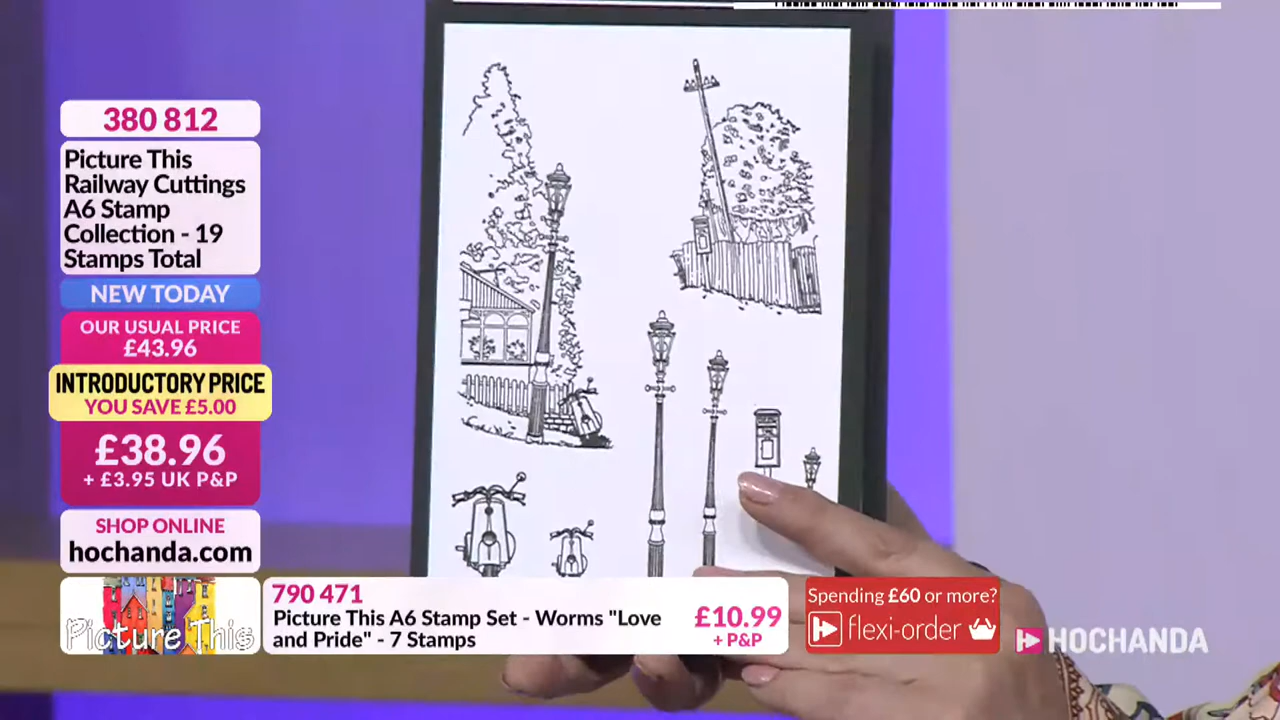 380 812
Picture This
Railway Cuttings
A6 Stamp
Collection - 19
Stamps Total
NEW TODAY
OUR USUAL PRICE
£43.96
INTRODUCTORY PRICE
YOU SAVE £5.00
£38.96
+ £3.95 UK P&P
SHOP ONLINE
hochanda.com
Picture This
790 471
Picture This A6 Stamp Set - Worms "Love
and Pride" - 7 Stamps
£10.99
+ P&P
Spending £60 or more?
flexi-order
HOCHANDA